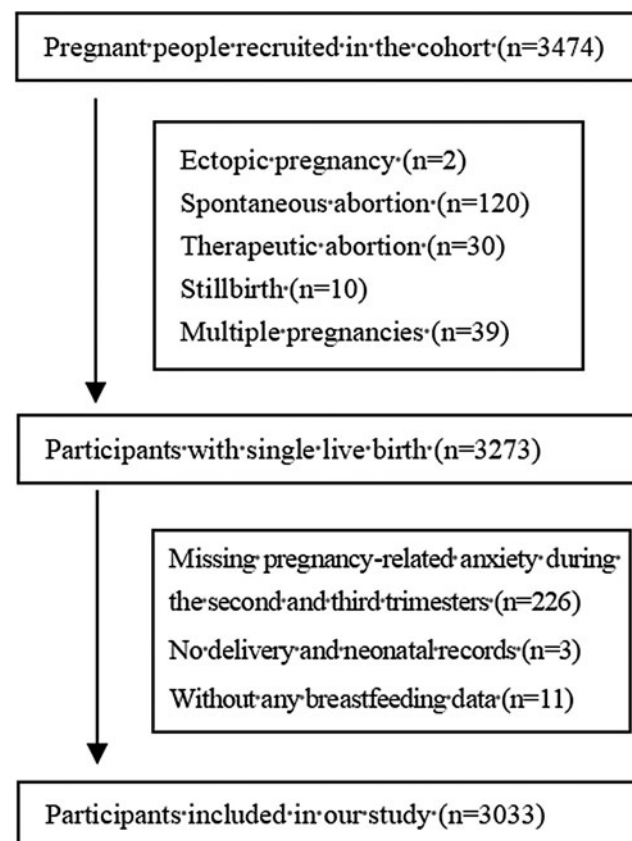 Pregnant people recruited in the cohort (n=3474)
Ectopic pregnancy (n=2)
Spontaneous abortion (n=120)
Therapeutic abortion (n=30)
Stillbirth (n=10)
Multiple pregnancies (n=39)
Participants with single live birth (n=3273)
Missing pregnancy-related anxiety during
the second and third trimesters (n=226)
No delivery and neonatal records (n=3)
Without any breastfeeding data (n=11)
Participants included in our study (n=3033)